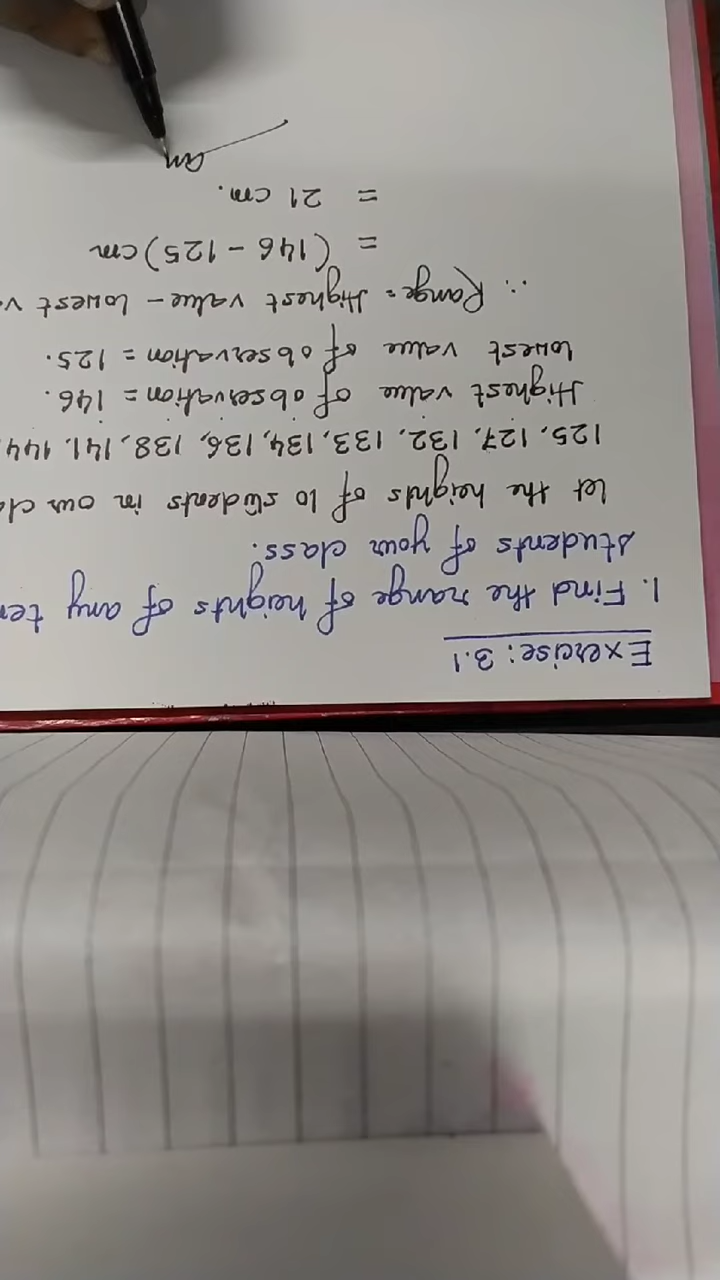 Exercise: 3.1
1. Find the range of heights of any ten
students of your class.
let the heights of 10 students in our
125, 127, 132, 133, 134, 136, 138, 141, 144,
Highest value of observation = 146.
lowest value of observation = 125.
∴ Range = Highest value - lowest
= (146 - 125) cm
= 21 cm.